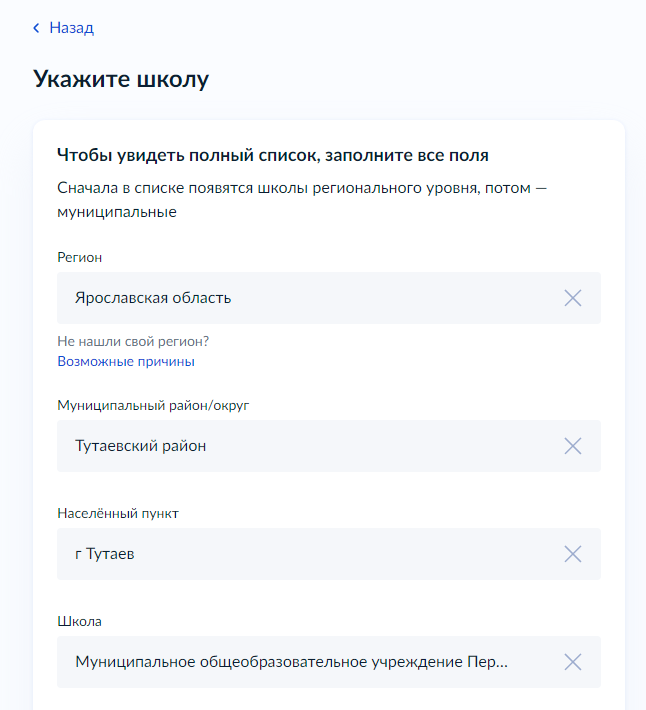 Назад
Укажите школу
Чтобы увидеть полный список, заполните все поля
Сначала в списке появятся школы регионального уровня, потом —
муниципальные
Регион
Ярославская область
Не нашли свой регион?
Возможные причины
Муниципальный район/округ
Тутаевский район
Населённый пункт
г Тутаев
Школа
Муниципальное общеобразовательное учреждение Пер...